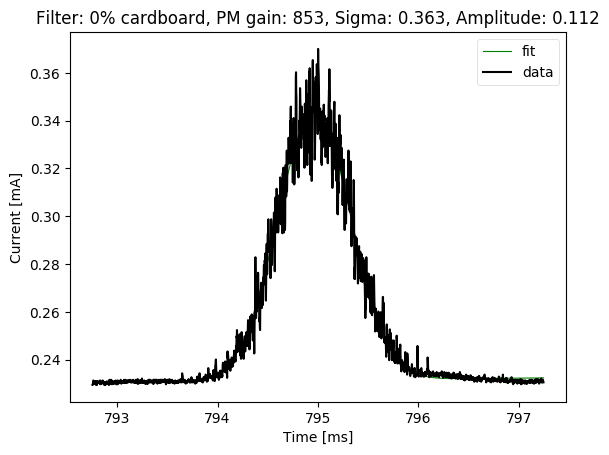 Filter: 0% cardboard, PM gain: 853, Sigma: 0.363, Amplitude: 0.112
fit
data
0.36
0.34
0.32
0.30
0.28
0.26
0.24
Current [mA]
793
794
795
796
797
Time [ms]